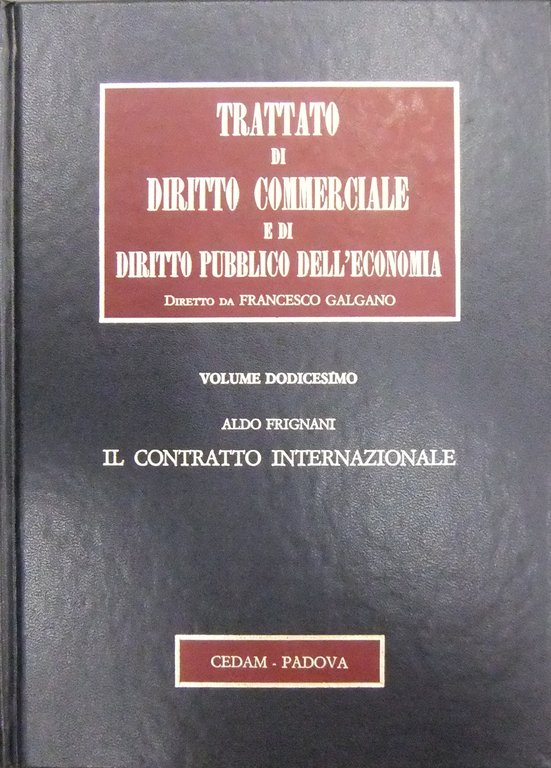 TRATTATO
DI
DIRITTO COMMERCIALE
E DI
DIRITTO PUBBLICO DELL'ECONOMIA
DIRETTO DA FRANCESCO GALGANO
VOLUME DODICESIMO
ALDO FRIGNANI
IL CONTRATTO INTERNAZIONALE
CEDAM - PADOVA